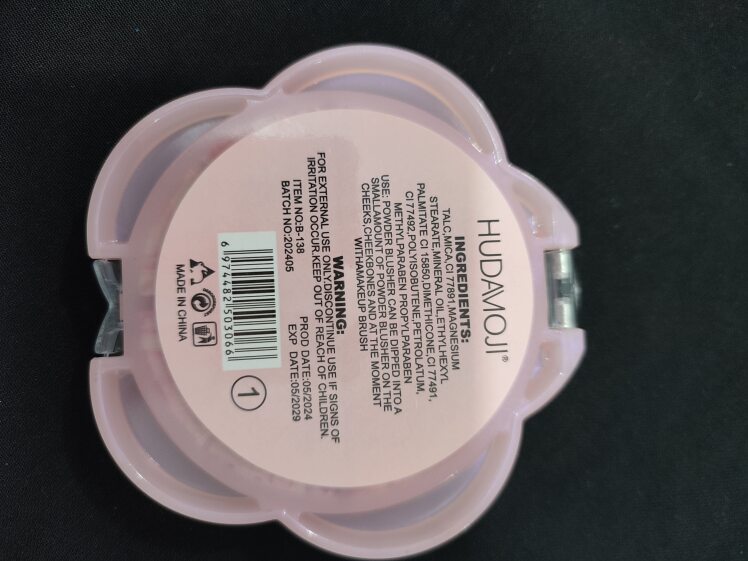 HUDAMOJI®
INGREDIENTS:
TALC,MICA,CI 77891,MAGNESIUM
STEARATE,MINERAL OIL,ETHYLHEXYL
PALMITATE CI 15850,DIMETHICONE,CI 77491,
CI 77492,POLYISOBUTENE,PETROLATUM,
METHYLPARABEN PROPYLPARABEN
USE: POWDER BLUSHER CAN BE DIPPED INTO A
SMALLAMOUNT OF POWDER BLUSHER ON THE
CHEEKS,CHEEKBONES AND AT THE MOMENT
WITHAMAKEUP BRUSH
WARNING:
FOR EXTERNAL USE ONLY.DISCONTINUE USE IF SIGNS OF
IRRITATION OCCUR.KEEP OUT OF REACH OF CHILDREN.
ITEM NO:B-138
BATCH NO:202405
PROD DATE:05/2024
EXP DATE:05/2029
6 974482 503066
1
MADE IN CHINA